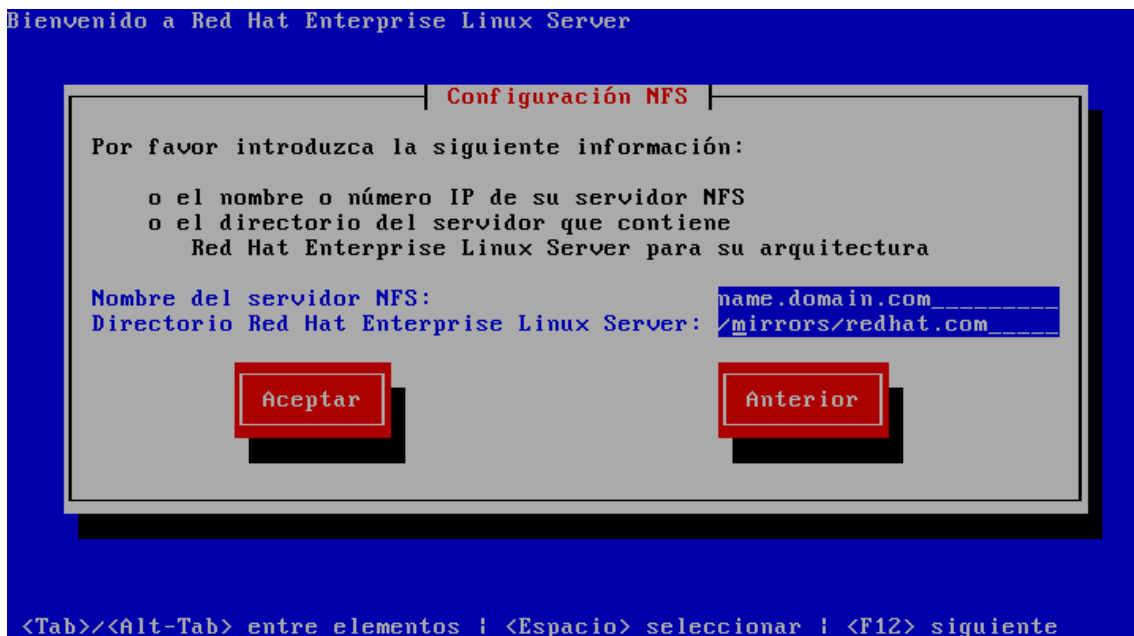 Bienvenido a Red Hat Enterprise Linux Server
Configuración NFS
Por favor introduzca la siguiente información:
o el nombre o número IP de su servidor NFS
o el directorio del servidor que contiene
Red Hat Enterprise Linux Server para su arquitectura
Nombre del servidor NFS: name.domain.com__________
Directorio Red Hat Enterprise Linux Server: /mirrors/redhat.com_____
Aceptar Anterior
<Tab>/<Alt-Tab> entre elementos | <Espacio> seleccionar | <F12> siguiente